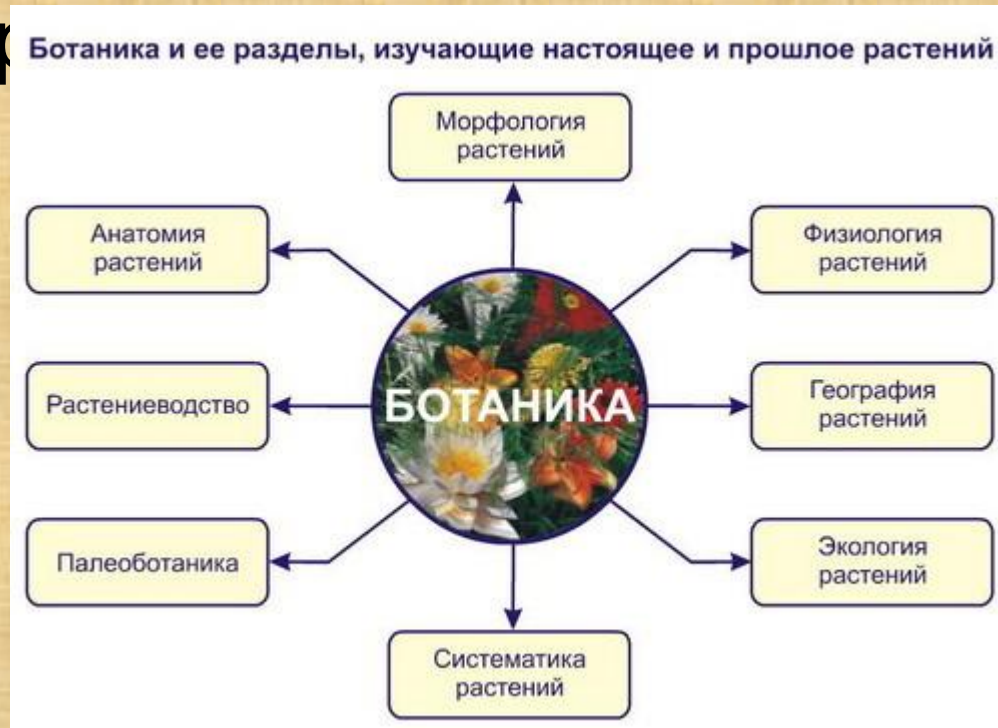 Ботаника и ее разделы, изучающие настоящее и прошлое растений
Морфология
растений
Анатомия
растений
Физиология
растений
Растениеводство
БОТАНИКА
География
растений
Палеоботаника
Экология
растений
Систематика
растений